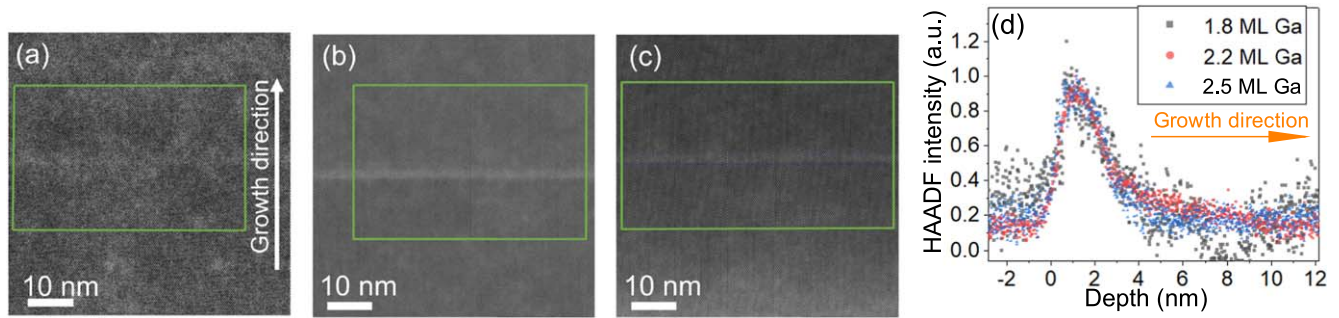 (a)
Growth direction
10 nm
(b)
10 nm
(c)
10 nm
(d)
1.8 ML Ga
2.2 ML Ga
2.5 ML Ga
Growth direction
HAADF intensity (a.u.)
1.2
1.0
0.8
0.6
0.4
0.2
0.0
-2 0 2 4 6 8 10 12
Depth (nm)